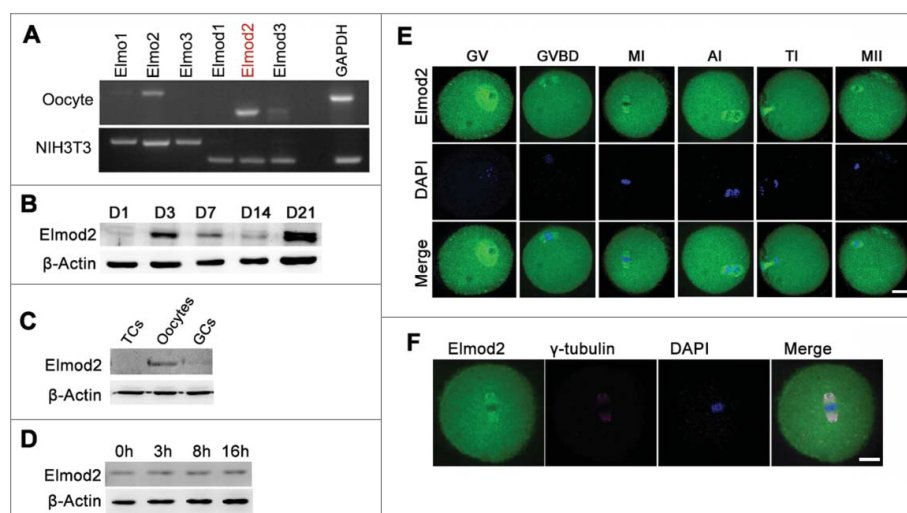 A
Elmo1 Elmo2 Elmo3 Elmod1 Elmod2 Elmod3 GAPDH
Oocyte
NIH3T3
B
D1 D3 D7 D14 D21
Elmod2
β-Actin
C
TCs Oocytes GCs
Elmod2
β-Actin
D
0h 3h 8h 16h
Elmod2
β-Actin
E
GV GVBD MI AI TI MII
Elmod2
DAPI
Merge
F
Elmod2 γ-tubulin DAPI Merge